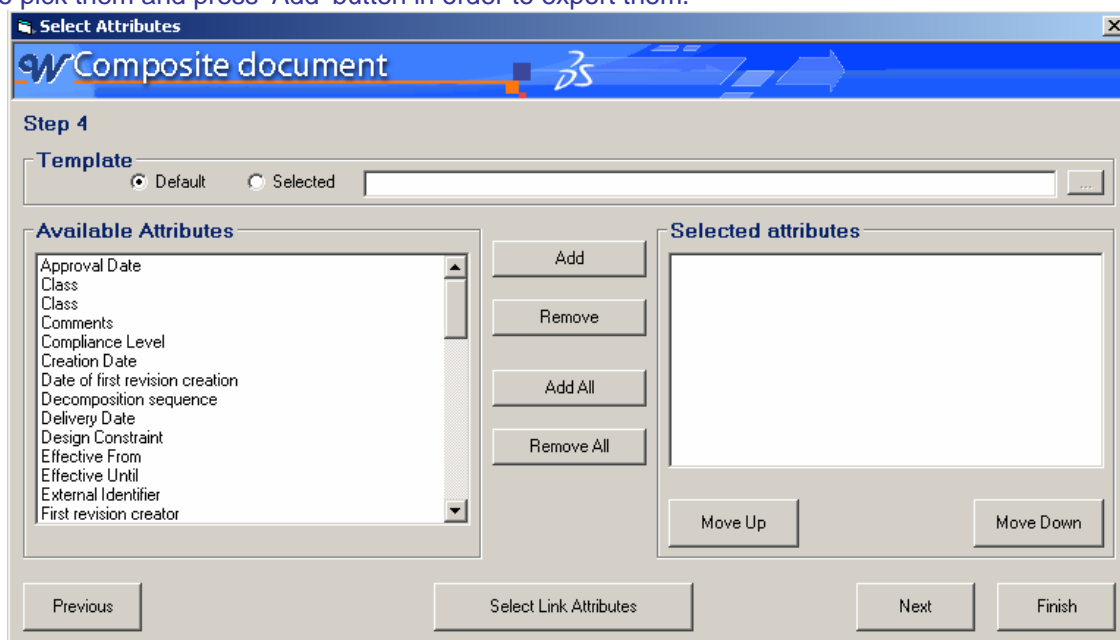 pick them and press 'Add' button in order to export them.
Select Attributes
Composite document
Step 4
Template
Default
Selected
...
Available Attributes
Approval Date
Class
Class
Comments
Compliance Level
Creation Date
Date of first revision creation
Decomposition sequence
Delivery Date
Design Constraint
Effective From
Effective Until
External Identifier
First revision creator
Add
Remove
Add All
Remove All
Selected attributes
Move Up
Move Down
Previous
Select Link Attributes
Next
Finish